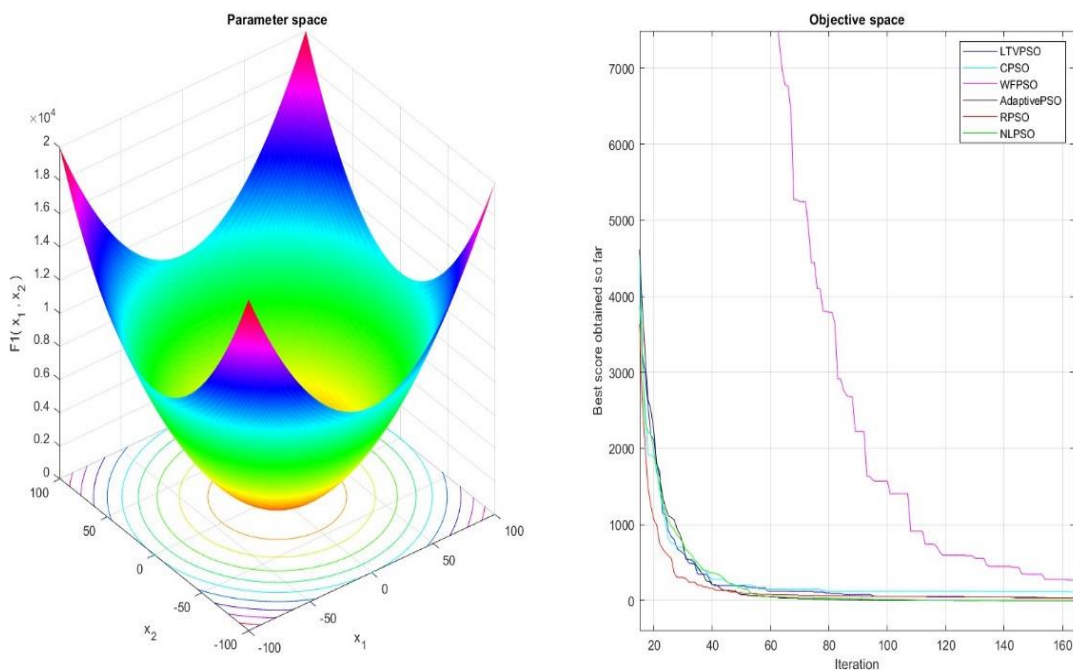 Parameter space
×10⁴
2
1.8
1.6
1.4
1.2
1
0.8
0.6
0.4
0.2
0
F1( x₁ , x₂ )
100
50
0
-50
-100
x₂
-100
-50
0
50
100
x₁
Objective space
7000
6000
5000
4000
3000
2000
1000
0
Best score obtained so far
20
40
60
80
100
120
140
160
Iteration
LTVPSO
CPSO
WFPSO
AdaptivePSO
RPSO
NLPSO